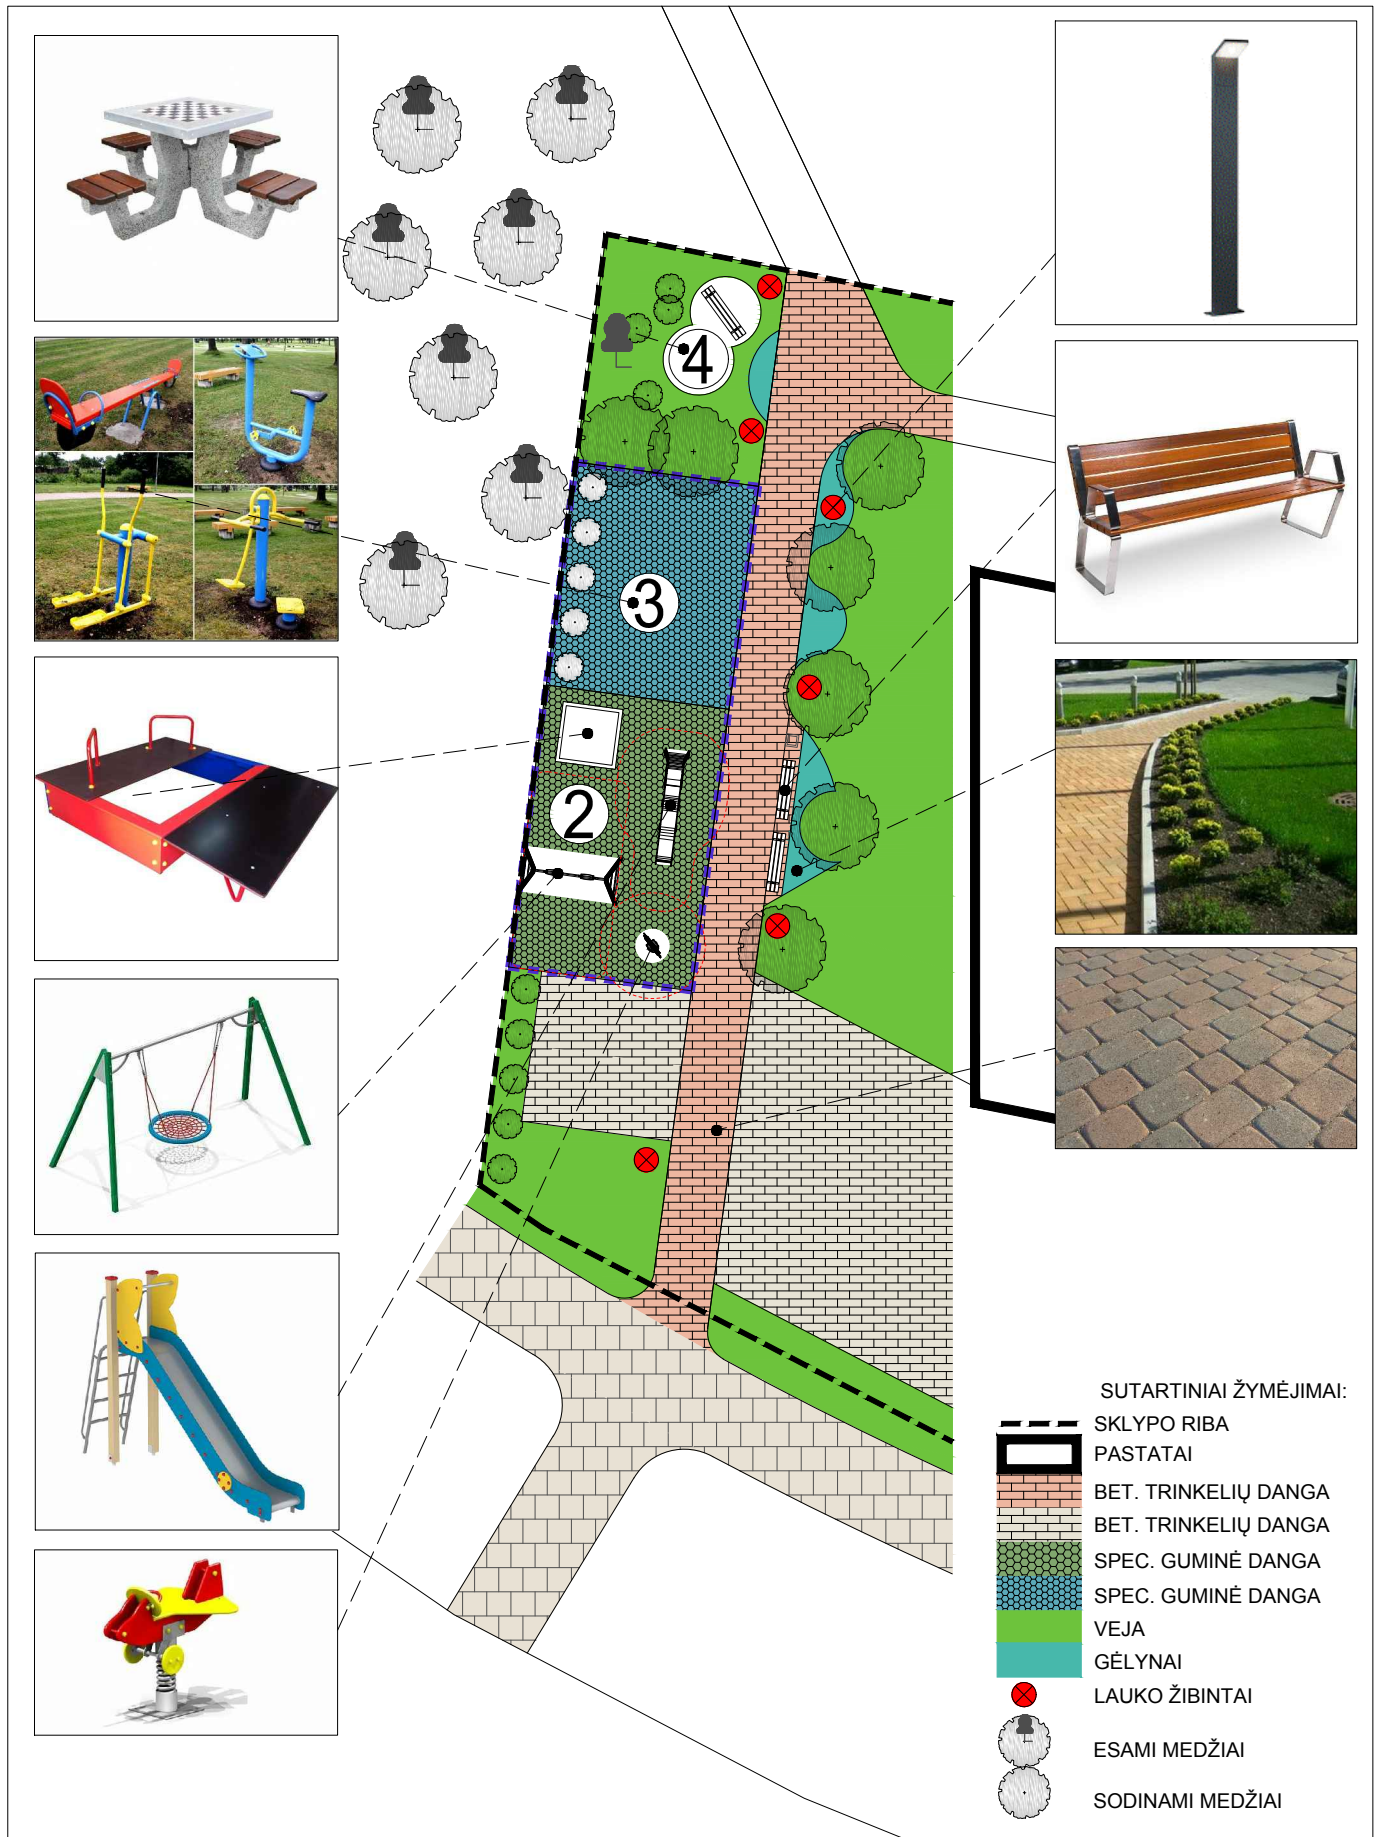 4
3
2
SUTARTINIAI ŽYMĖJIMAI:
SKLYPO RIBA
PASTATAI
BET. TRINKELIŲ DANGA
BET. TRINKELIŲ DANGA
SPEC. GUMINĖ DANGA
SPEC. GUMINĖ DANGA
VEJA
GĖLYNAI
LAUKO ŽIBINTAI
ESAMI MEDŽIAI
SODINAMI MEDŽIAI